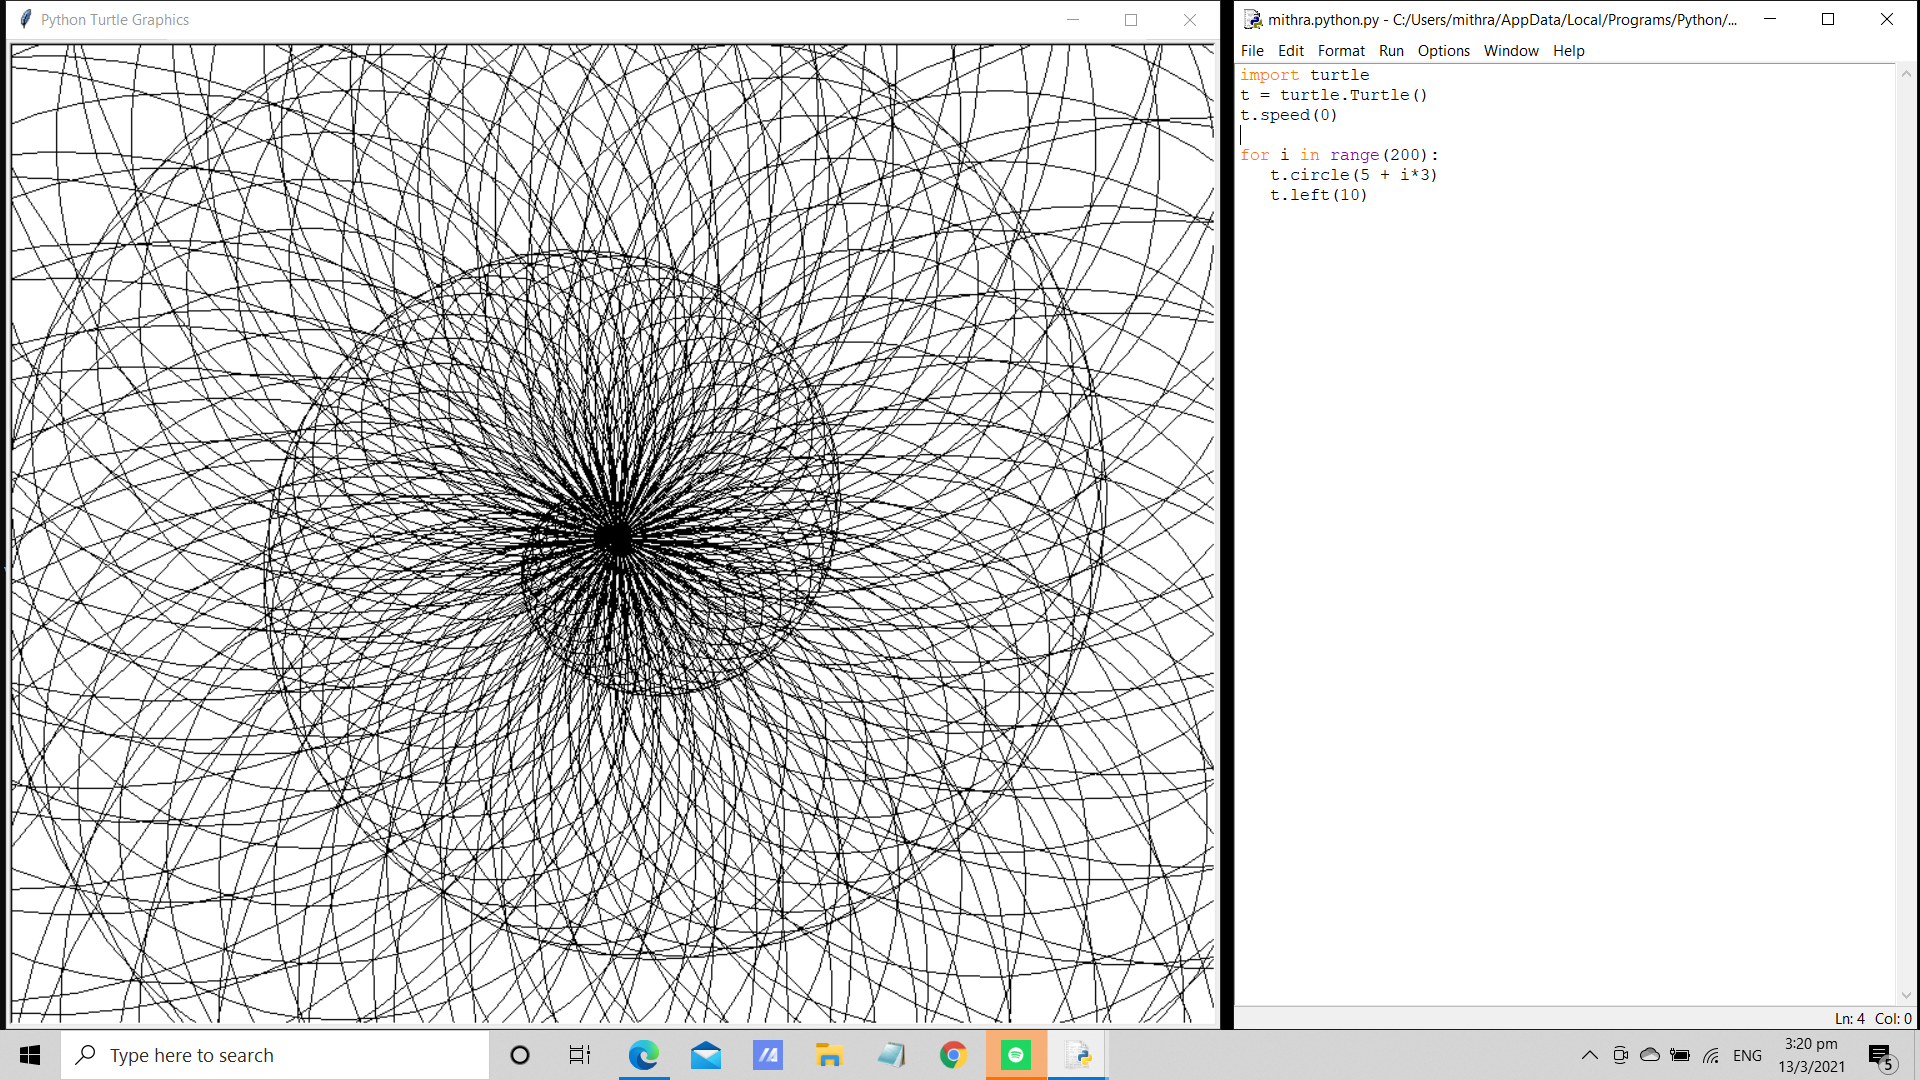 Python Turtle Graphics
mithra.python.py - C:/Users/mithra/AppData/Local/Programs/Python/...
File Edit Format Run Options Window Help
import turtle
t = turtle.Turtle()
t.speed(0)
for i in range(200):
   t.circle(5 + i*3)
   t.left(10)
Ln: 4 Col: 0
Type here to search
ENG
3:20 pm
13/3/2021
5